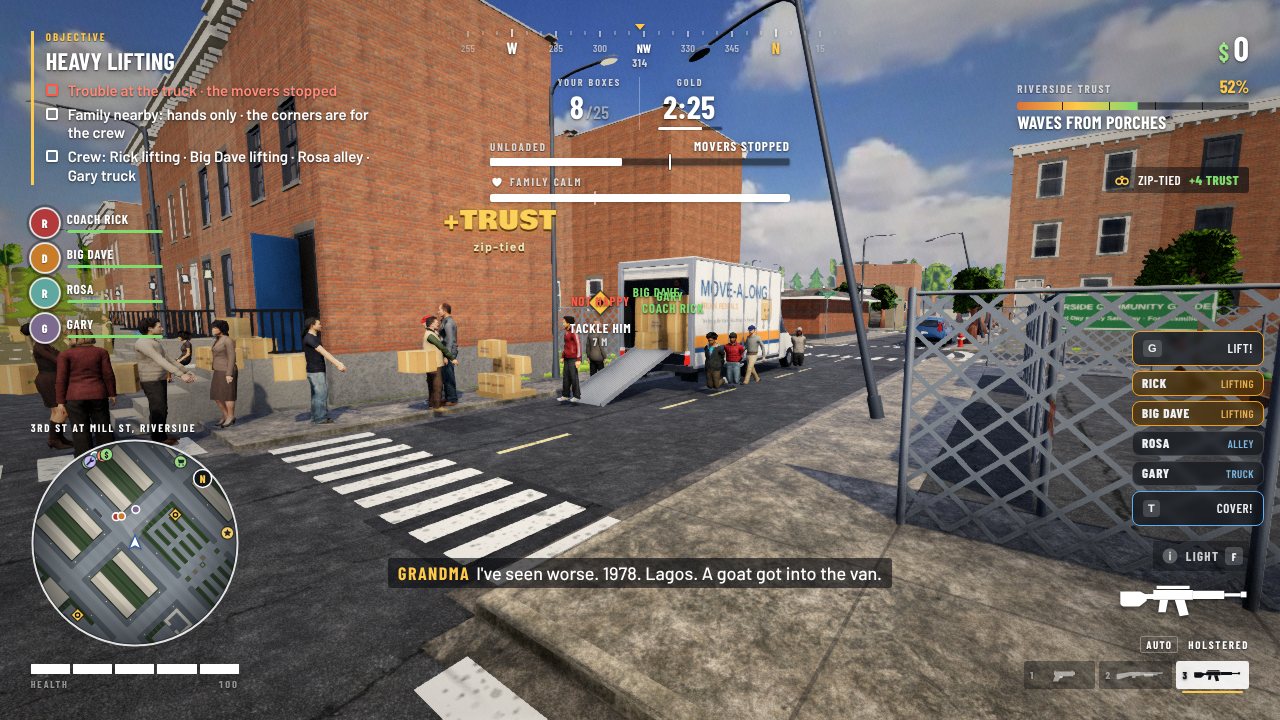 OBJECTIVE
HEAVY LIFTING
Trouble at the truck · the movers stopped
Family nearby: hands only · the corners are for
the crew
Crew: Rick lifting · Big Dave lifting · Rosa alley ·
Gary truck
R COACH RICK
D BIG DAVE
R ROSA
G GARY
255 W 285 300 NW 330 345 N 15
314
YOUR BOXES GOLD
8/25 2:25
UNLOADED MOVERS STOPPED
FAMILY CALM
+TRUST
zip-tied
$ 0
RIVERSIDE TRUST 52%
WAVES FROM PORCHES
ZIP-TIED +4 TRUST
BIG DAVE
GARY
COACH RICK
TACKLE HIM
7 M
MOVE-ALONG
COMMUNITY GARDEN
G LIFT!
RICK LIFTING
BIG DAVE LIFTING
ROSA ALLEY
GARY TRUCK
T COVER!
i LIGHT F
3RD ST AT MILL ST, RIVERSIDE
N
$
GRANDMA I've seen worse. 1978. Lagos. A goat got into the van.
AUTO HOLSTERED
1 2 3
HEALTH 100